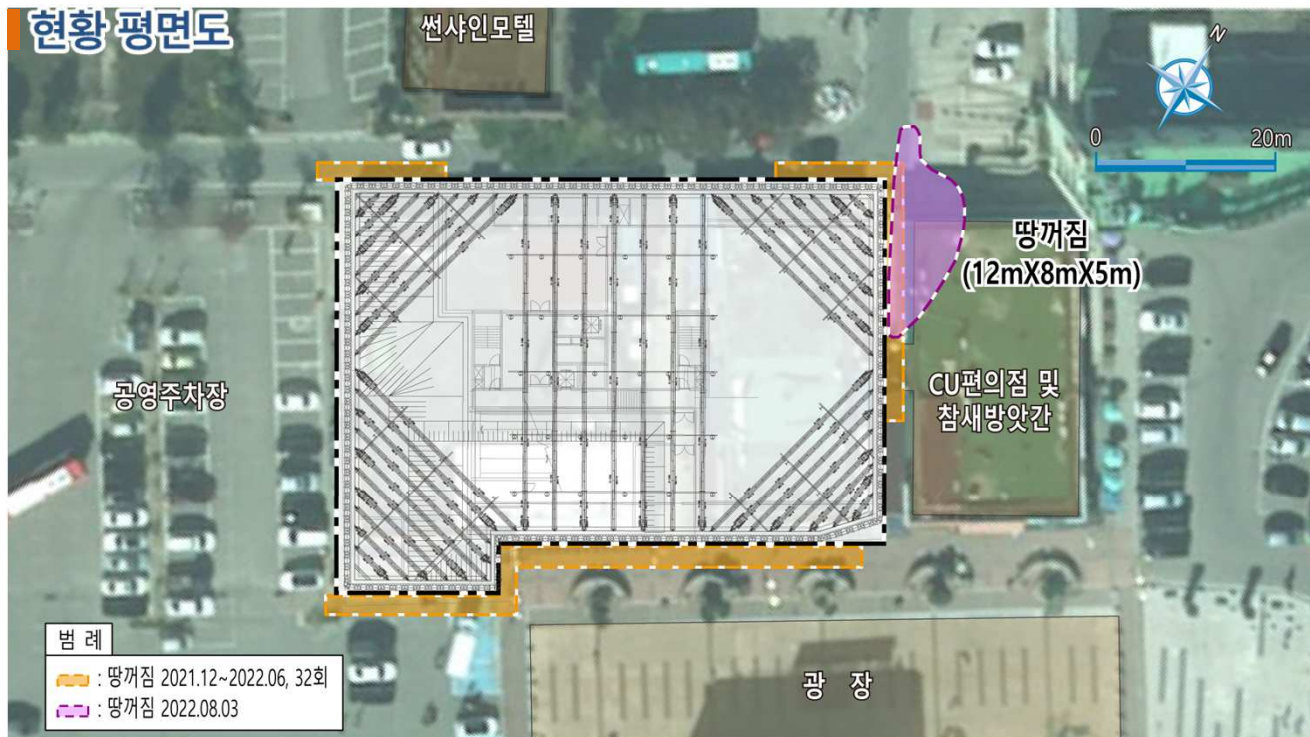 현황 평면도
썬샤인모텔
N
0 20m
땅꺼짐
(12mX8mX5m)
공영주차장
CU편의점 및
참새방앗간
범 례
: 땅꺼짐 2021.12~2022.06, 32회
: 땅꺼짐 2022.08.03
광 장